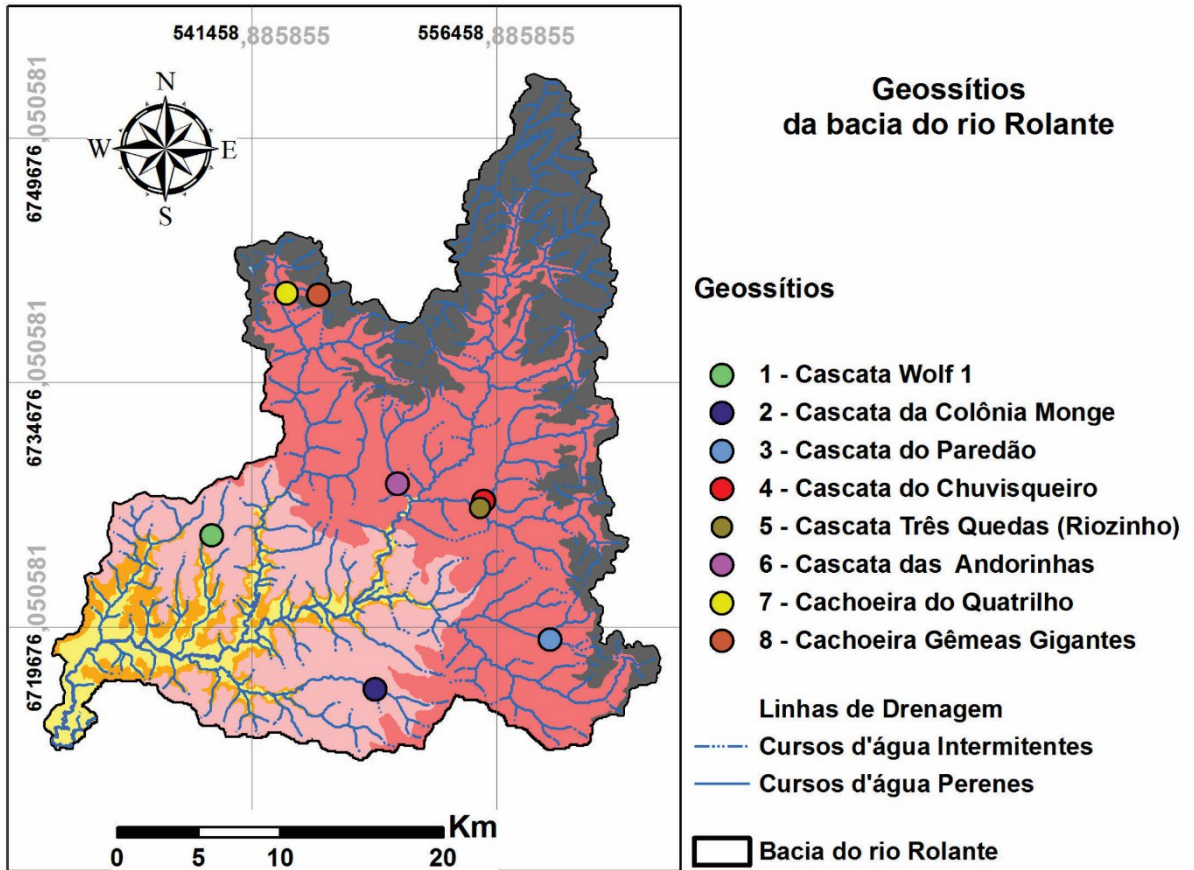 541458,885855
556458,885855
6749676,050581
6734676,050581
6719676,050581
N
W E
S
Km
0 5 10 20
Geossítios
da bacia do rio Rolante
Geossítios
1 - Cascata Wolf 1
2 - Cascata da Colônia Monge
3 - Cascata do Paredão
4 - Cascata do Chuvisqueiro
5 - Cascata Três Quedas (Riozinho)
6 - Cascata das Andorinhas
7 - Cachoeira do Quatrilho
8 - Cachoeira Gêmeas Gigantes
Linhas de Drenagem
Cursos d'água Intermitentes
Cursos d'água Perenes
Bacia do rio Rolante